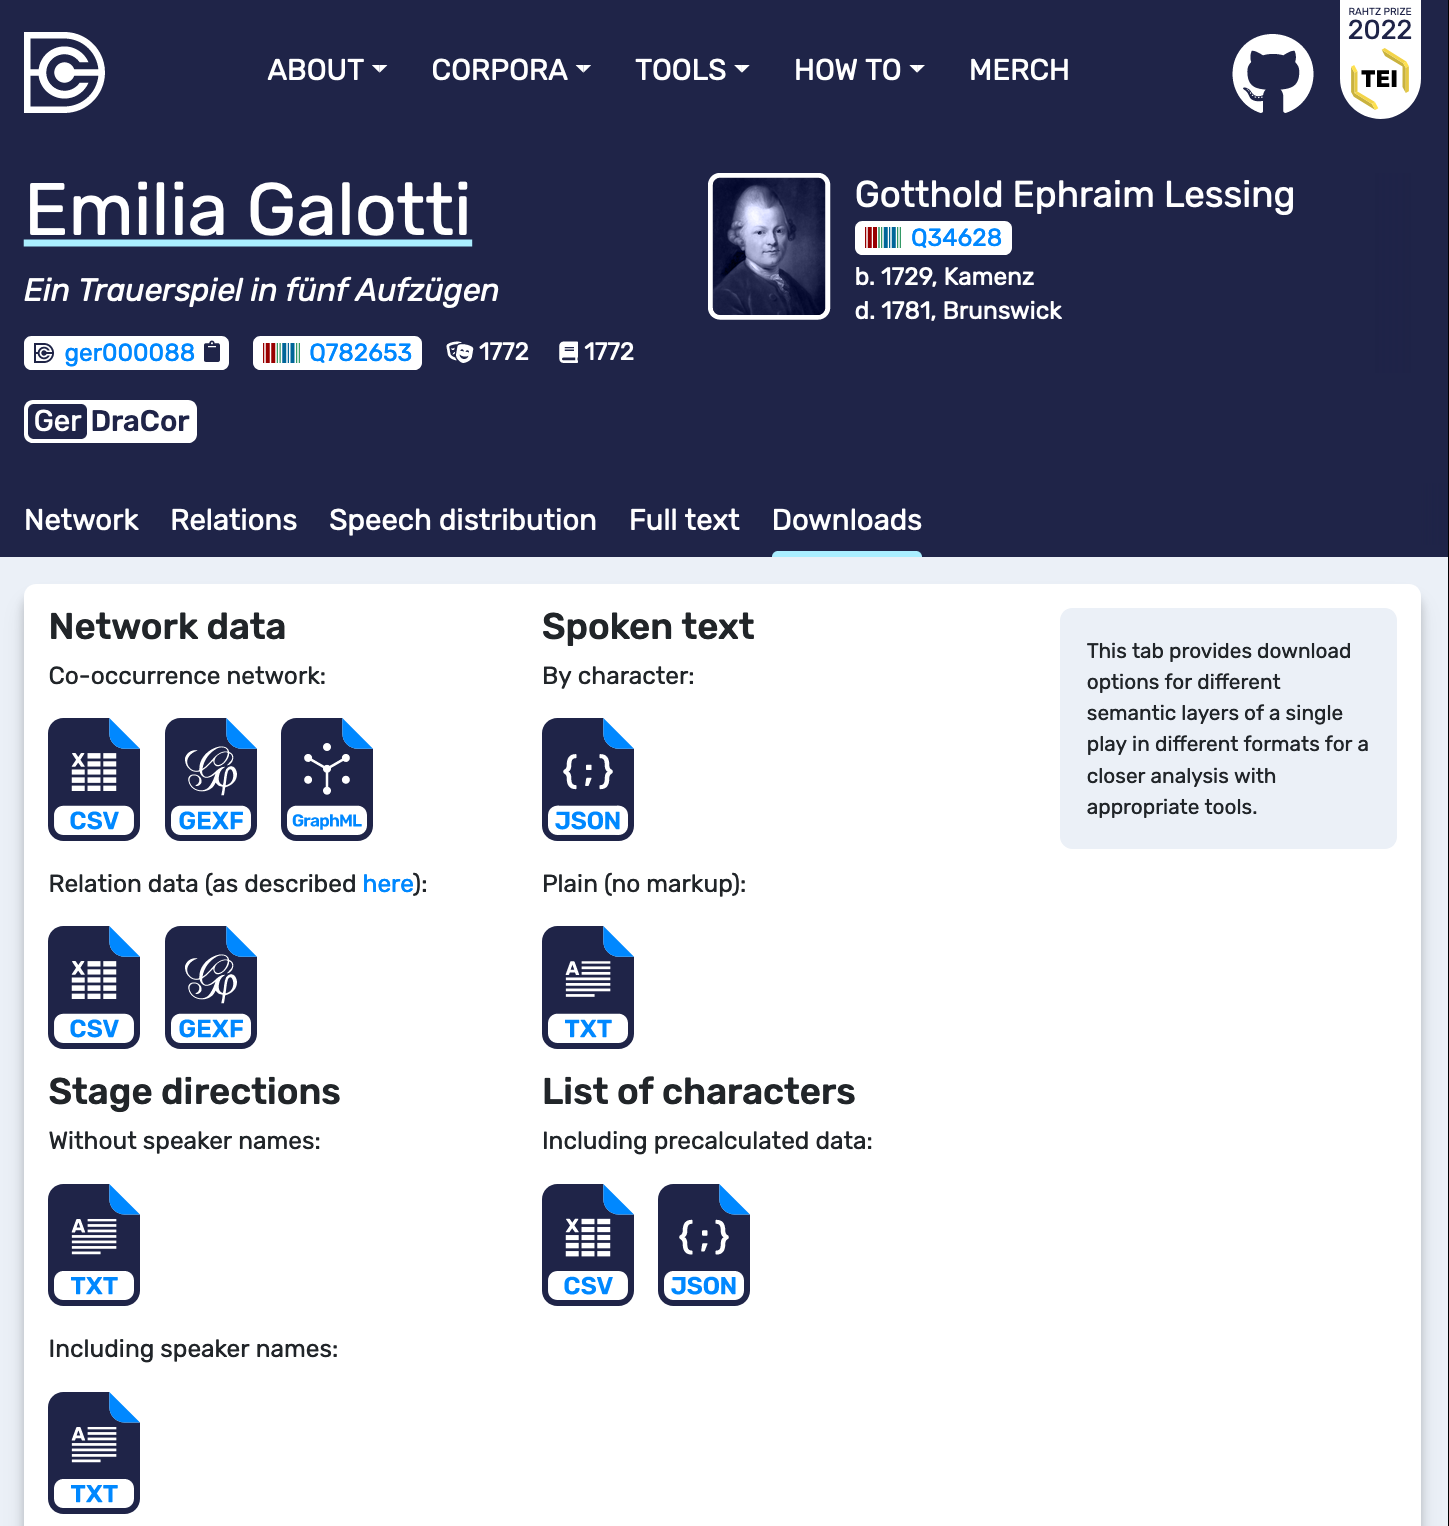 ABOUT CORPORA TOOLS HOW TO MERCH
RAHTZ PRIZE
2022
TEI
Emilia Galotti
Ein Trauerspiel in fünf Aufzügen
ger000088 Q782653 1772 1772
GerDraCor
Gotthold Ephraim Lessing
Q34628
b. 1729, Kamenz
d. 1781, Brunswick
Network Relations Speech distribution Full text Downloads
Network data
Co-occurrence network:
CSV GEXF GraphML
Relation data (as described here):
CSV GEXF
Spoken text
By character:
JSON
Plain (no markup):
TXT
Stage directions
Without speaker names:
TXT
Including speaker names:
TXT
List of characters
Including precalculated data:
CSV JSON
This tab provides download
options for different
semantic layers of a single
play in different formats for a
closer analysis with
appropriate tools.